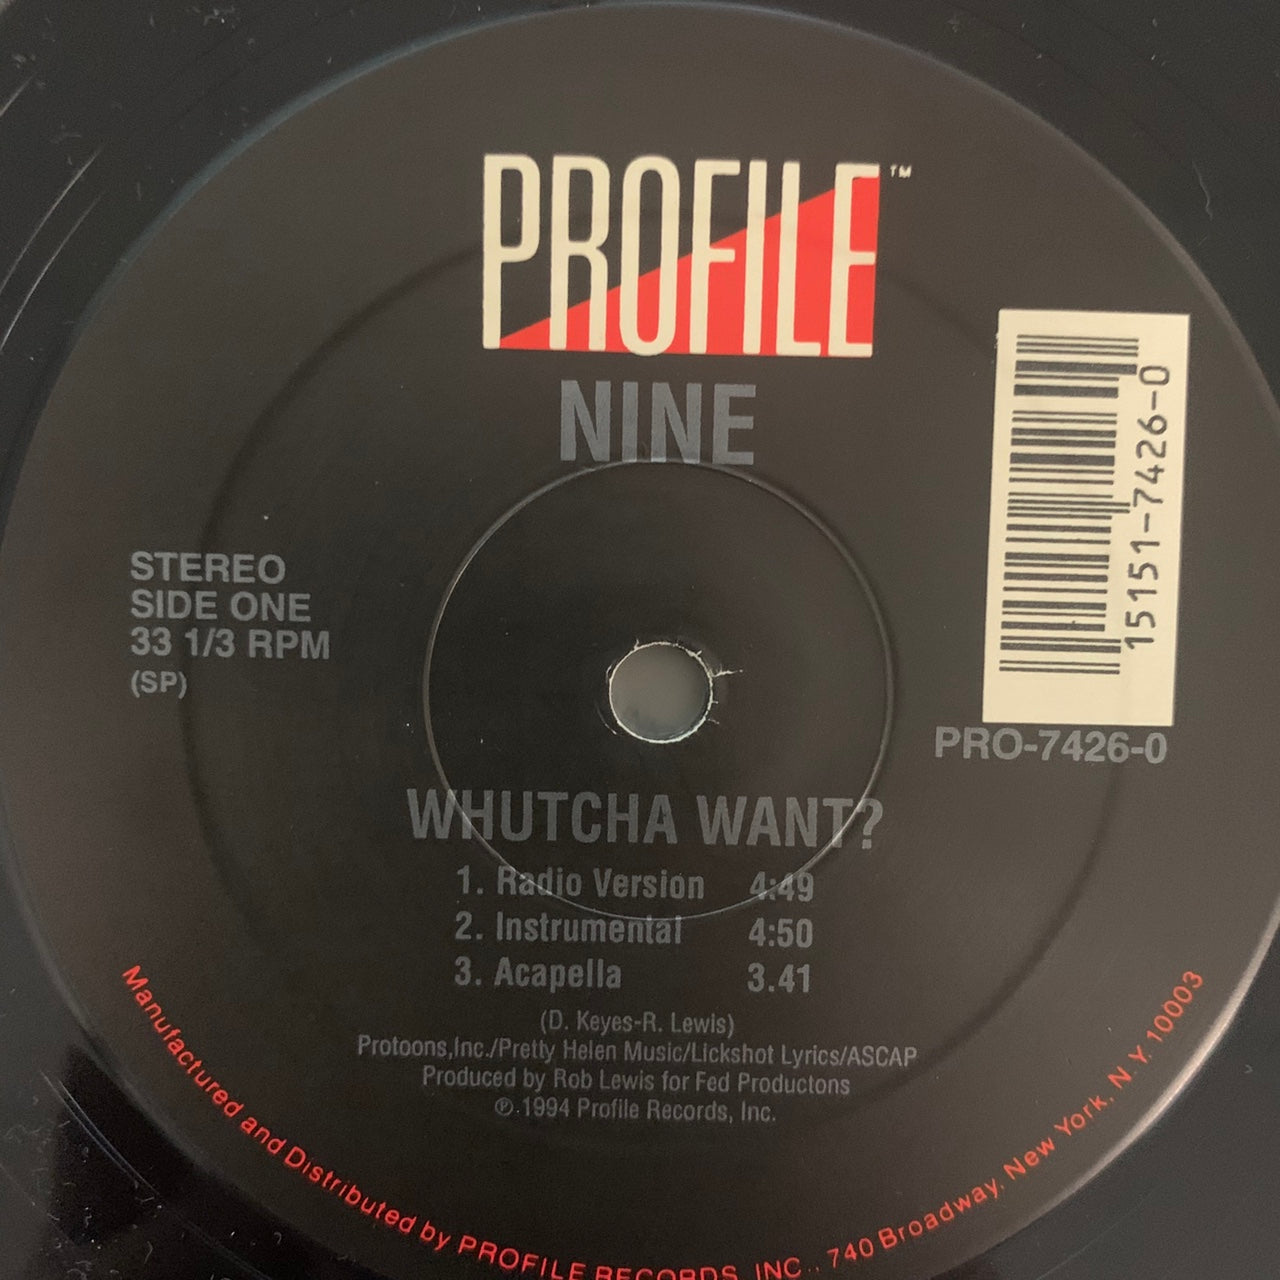 PROFILE™
NINE
STEREO
SIDE ONE
33 1/3 RPM
(SP)
15151-7426-0
PRO-7426-0
WHUTCHA WANT?
1. Radio Version 4:49
2. Instrumental 4:50
3. Acapella 3.41
(D. Keyes-R. Lewis)
Protoons,Inc./Pretty Helen Music/Lickshot Lyrics/ASCAP
Produced by Rob Lewis for Fed Productons
℗.1994 Profile Records, Inc.
Manufactured and Distributed by PROFILE RECORDS, INC., 740 Broadway, New York, N.Y. 10003